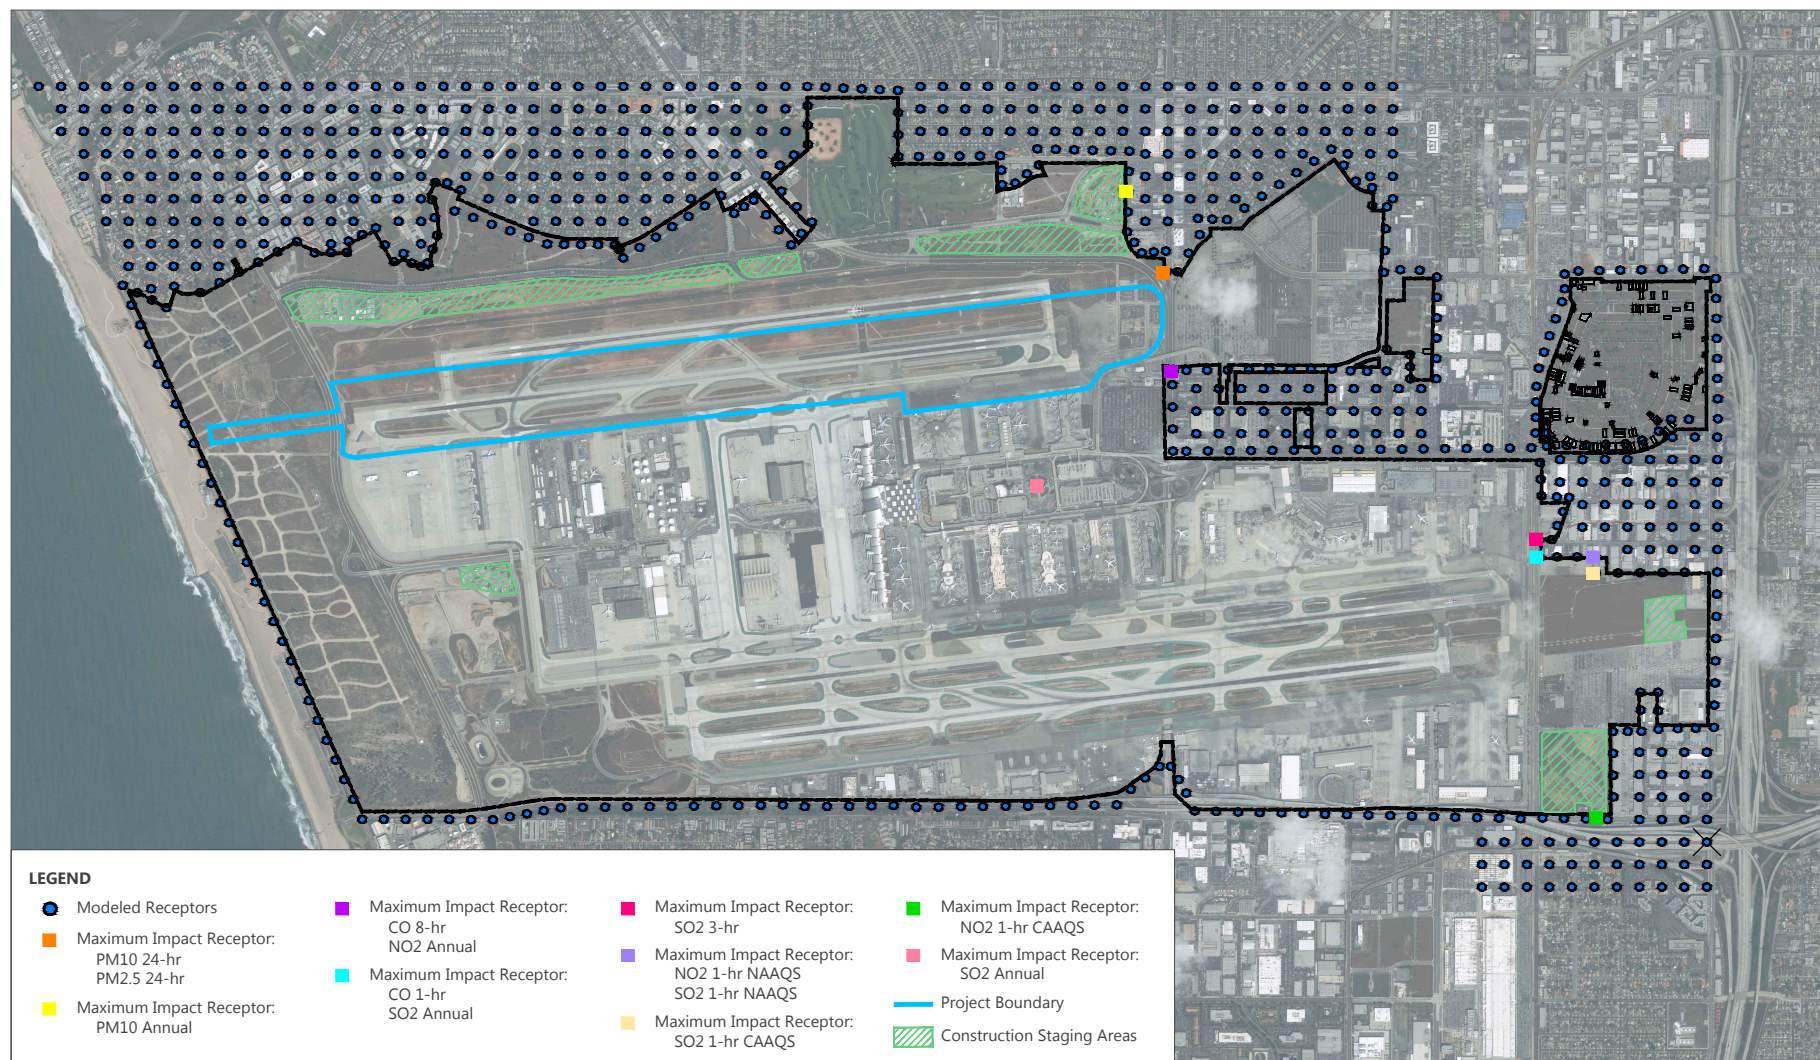 LEGEND
Modeled Receptors
Maximum Impact Receptor:
PM10 24-hr
PM2.5 24-hr
Maximum Impact Receptor:
PM10 Annual
Maximum Impact Receptor:
CO 8-hr
NO2 Annual
Maximum Impact Receptor:
CO 1-hr
SO2 Annual
Maximum Impact Receptor:
SO2 3-hr
Maximum Impact Receptor:
NO2 1-hr NAAQS
SO2 1-hr NAAQS
Maximum Impact Receptor:
SO2 1-hr CAAQS
Maximum Impact Receptor:
NO2 1-hr CAAQS
Maximum Impact Receptor:
SO2 Annual
Project Boundary
Construction Staging Areas